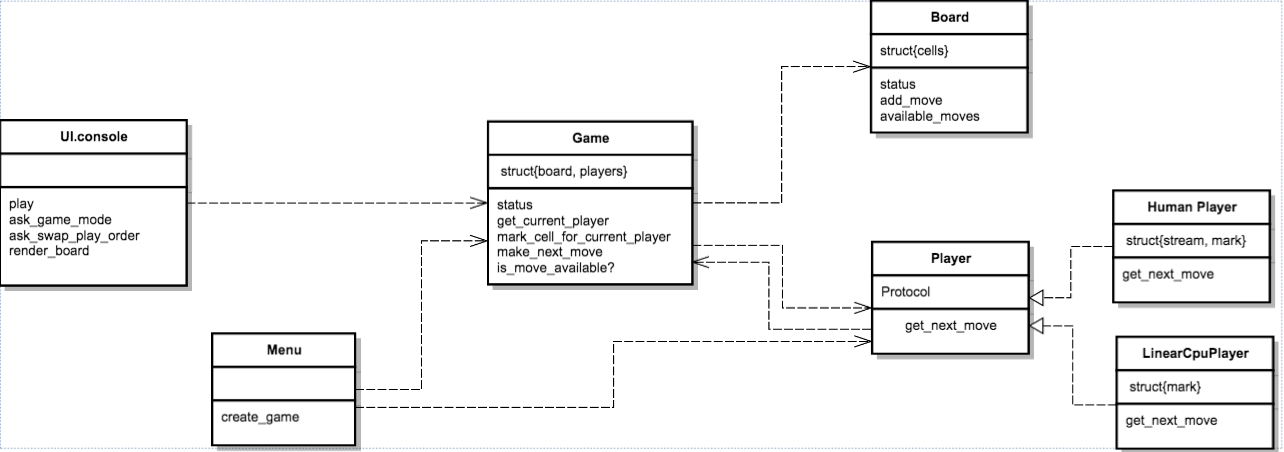 Board
struct{cells}
status
add_move
available_moves
UI.console
play
ask_game_mode
ask_swap_play_order
render_board
Game
struct{board, players}
status
get_current_player
mark_cell_for_current_player
make_next_move
is_move_available?
Human Player
struct{stream, mark}
get_next_move
Player
Protocol
get_next_move
Menu
create_game
LinearCpuPlayer
struct{mark}
get_next_move